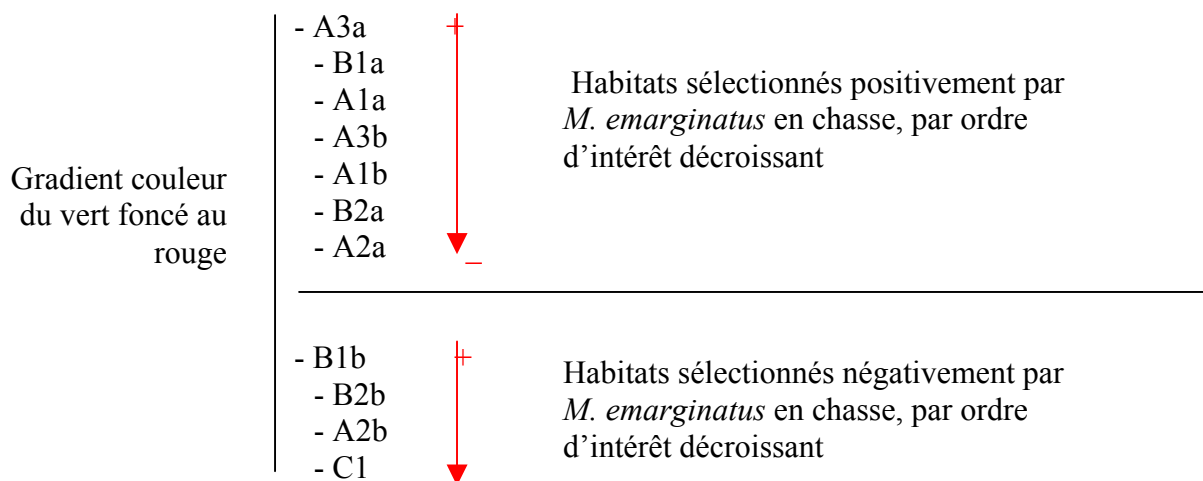 - A3a +
- B1a
- A1a
- A3b
- A1b
- B2a
- A2a
–
Habitats sélectionnés positivement par
M. emarginatus en chasse, par ordre
d’intérêt décroissant
Gradient couleur
du vert foncé au
rouge
- B1b +
- B2b
- A2b
- C1
Habitats sélectionnés négativement par
M. emarginatus en chasse, par ordre
d’intérêt décroissant